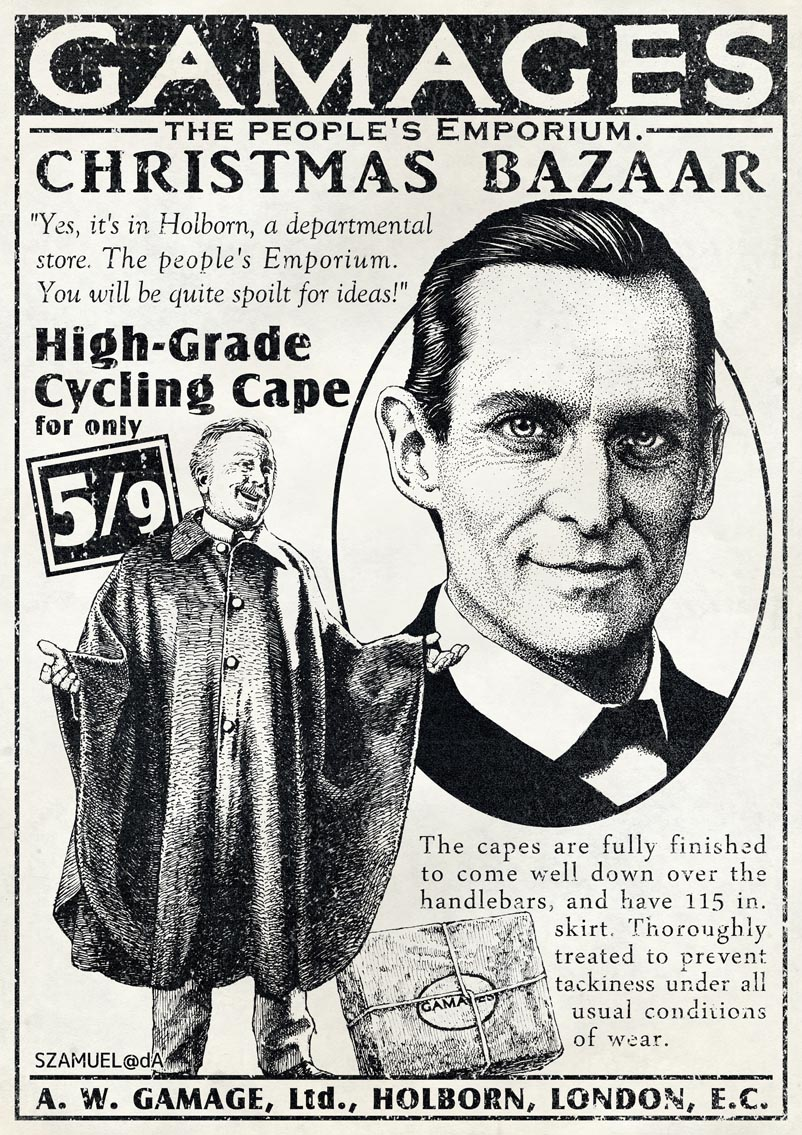 GAMAGES
THE PEOPLE'S EMPORIUM.
CHRISTMAS BAZAAR
"Yes, it's in Holborn, a departmental
store. The people's Emporium.
You will be quite spoilt for ideas!"
High-Grade
Cycling Cape
for only
5/9
The capes are fully finished
to come well down over the
handlebars, and have 115 in.
skirt. Thoroughly
treated to prevent
tackiness under all
usual conditions
of wear.
GAMAGES
SZAMUEL@dA
A. W. GAMAGE, Ltd., HOLBORN, LONDON, E.C.